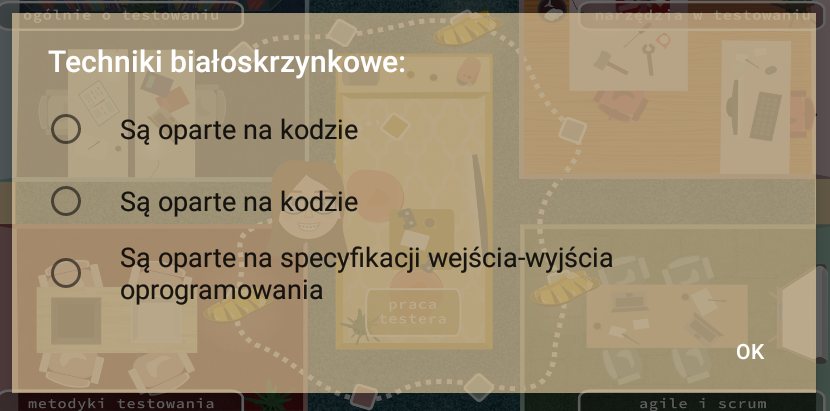 ogólnie o testowaniu
narzędzia w testowaniu
Techniki białoskrzynkowe:
Są oparte na kodzie
Są oparte na kodzie
Są oparte na specyfikacji wejścia-wyjścia
oprogramowania
praca
testera
OK
metodyki testowania
agile i scrum